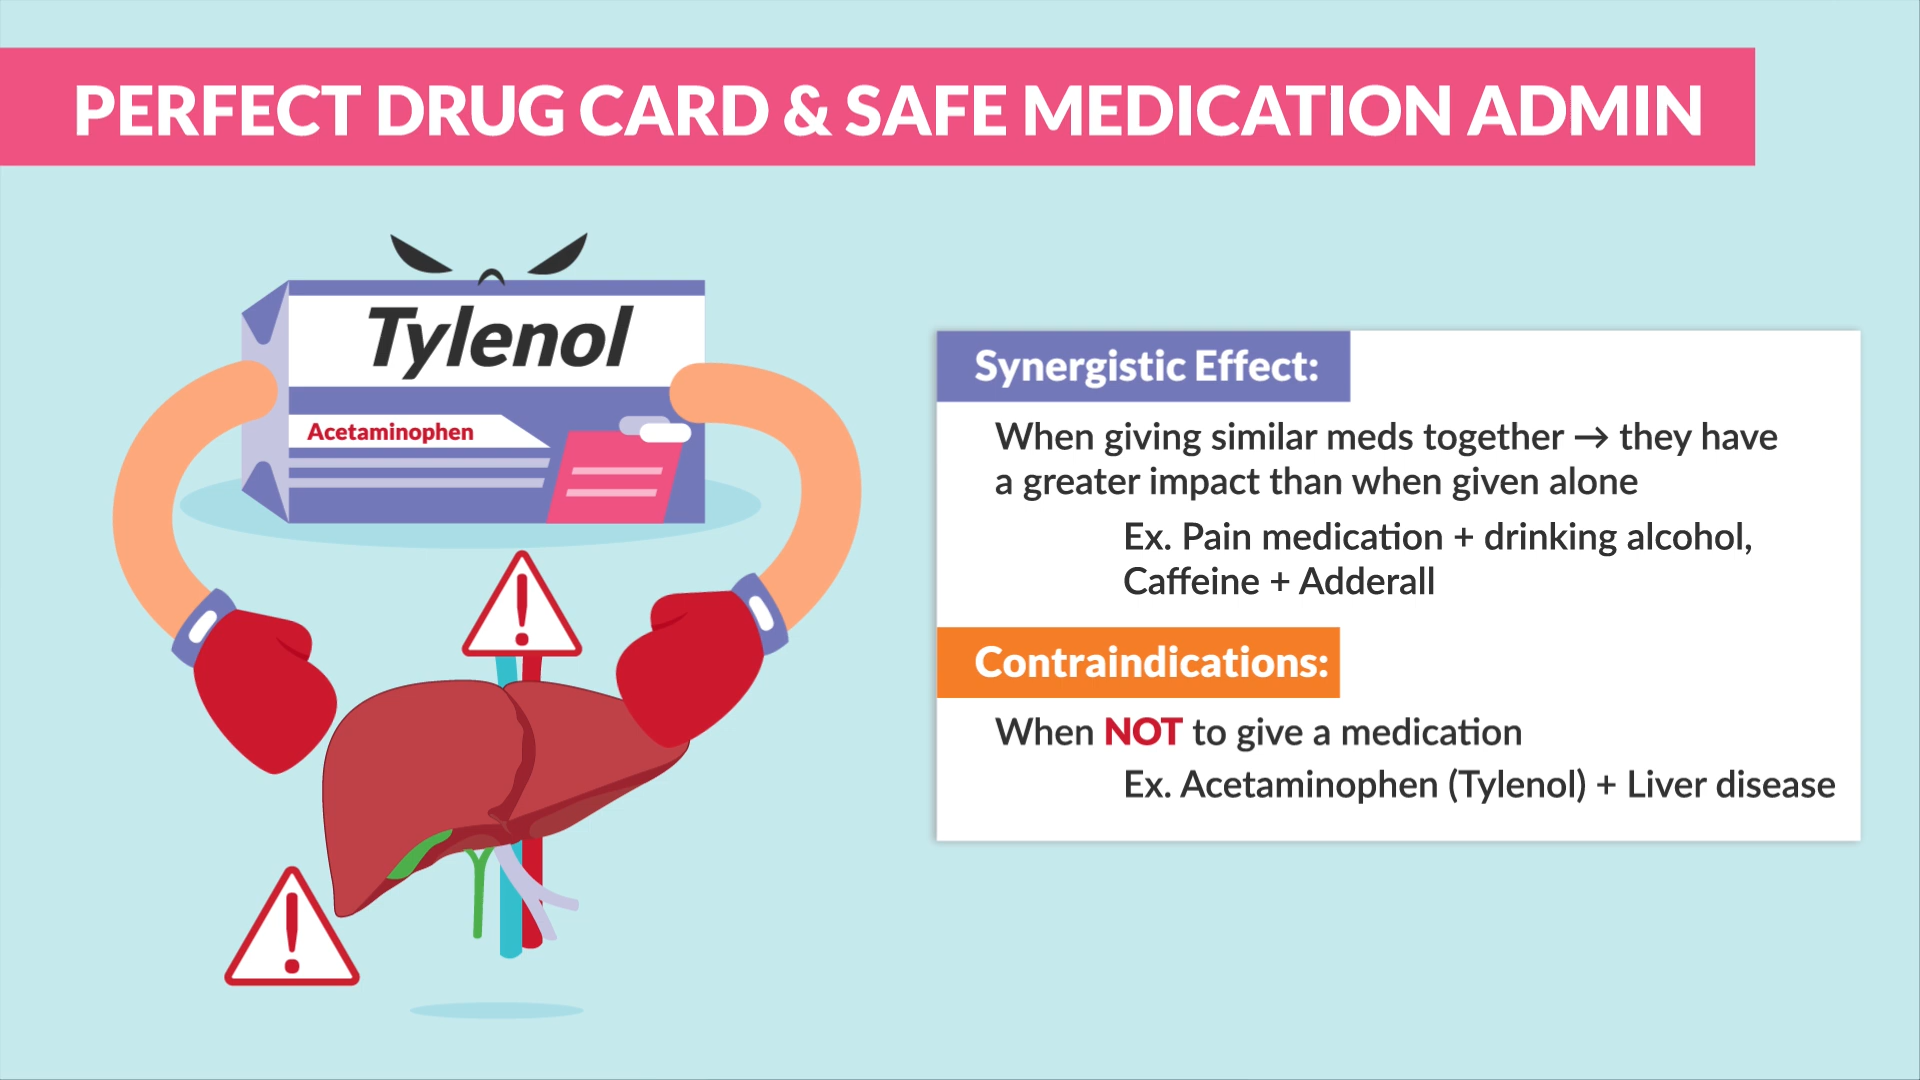 PERFECT DRUG CARD & SAFE MEDICATION ADMIN
Tylenol
Acetaminophen
Synergistic Effect:
When giving similar meds together → they have
a greater impact than when given alone
Ex. Pain medication + drinking alcohol,
Caffeine + Adderall
Contraindications:
When NOT to give a medication
Ex. Acetaminophen (Tylenol) + Liver disease